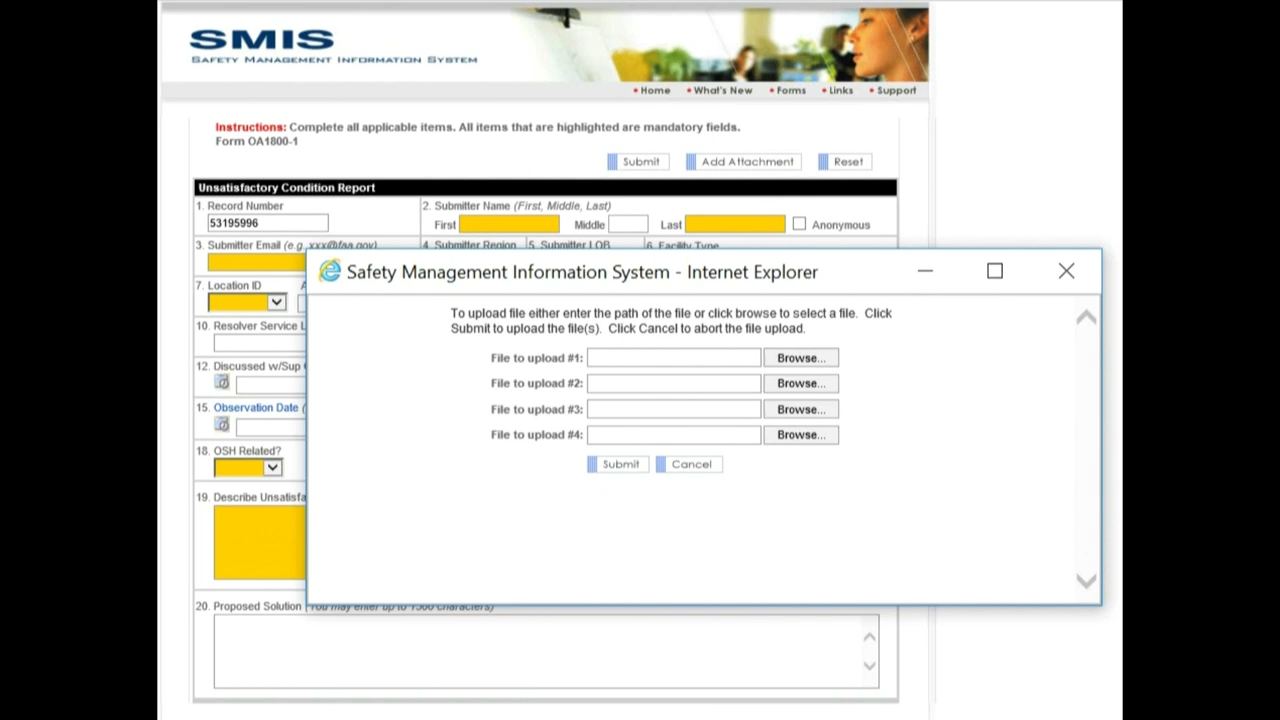 SMIS
SAFETY MANAGEMENT INFORMATION SYSTEM
• Home • What's New • Forms • Links • Support
Instructions: Complete all applicable items. All items that are highlighted are mandatory fields.
Form OA1800-1
Submit Add Attachment Reset
Unsatisfactory Condition Report
1. Record Number 2. Submitter Name (First, Middle, Last)
53195996 First Middle Last Anonymous
3. Submitter Email (e.g. xxx@faa.gov) 4. Submitter Region 5. Submitter LOB 6. Facility Type
Safety Management Information System - Internet Explorer
7. Location ID
To upload file either enter the path of the file or click browse to select a file. Click
Submit to upload the file(s). Click Cancel to abort the file upload.
10. Resolver Service
File to upload #1: Browse...
12. Discussed w/Sup
File to upload #2: Browse...
15. Observation Date
File to upload #3: Browse...
File to upload #4: Browse...
18. OSH Related?
Submit Cancel
19. Describe
20. Proposed Solution (You may enter up to 1500 characters)